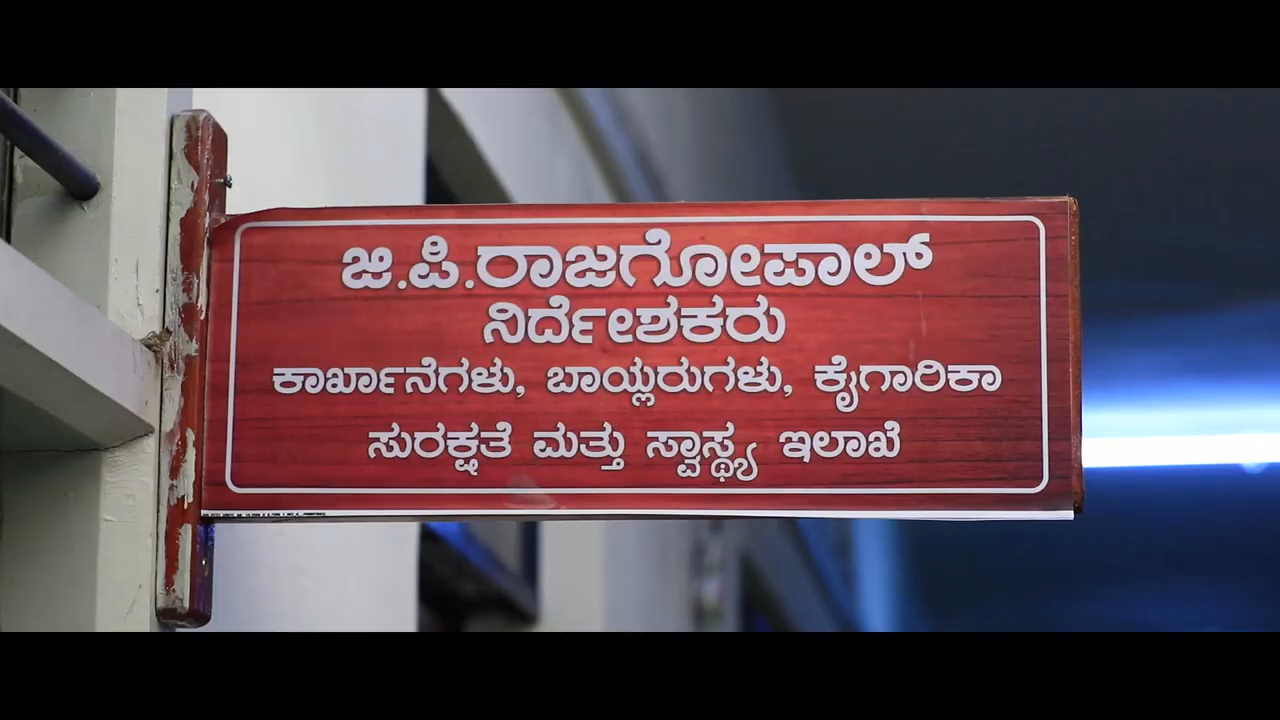 ಜಿ.ಪಿ.ರಾಜಗೋಪಾಲ್
ನಿರ್ದೇಶಕರು
ಕಾರ್ಖಾನೆಗಳು, ಬಾಯ್ಲರುಗಳು, ಕೈಗಾರಿಕಾ
ಸುರಕ್ಷತೆ ಮತ್ತು ಸ್ವಾಸ್ಥ್ಯ ಇಲಾಖೆ